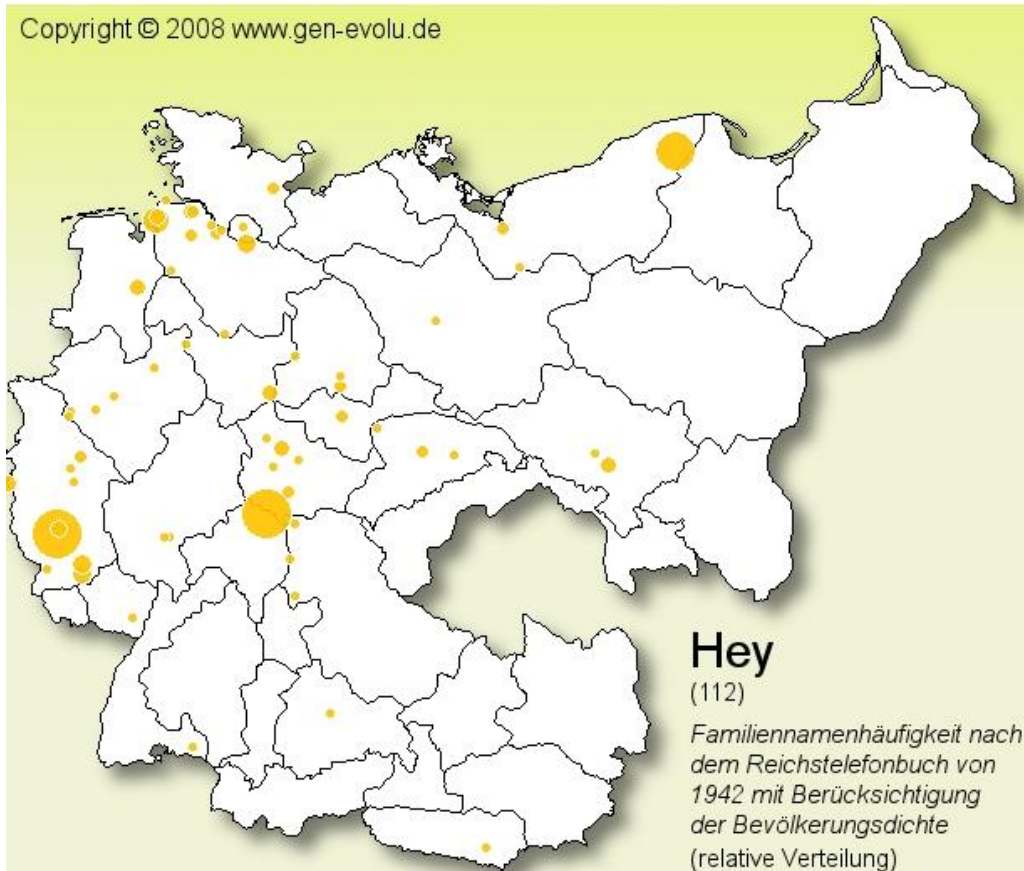 Copyright © 2008 www.gen-evolu.de
Hey
(112)
Familiennamenhäufigkeit nach
dem Reichstelefonbuch von
1942 mit Berücksichtigung
der Bevölkerungsdichte
(relative Verteilung)